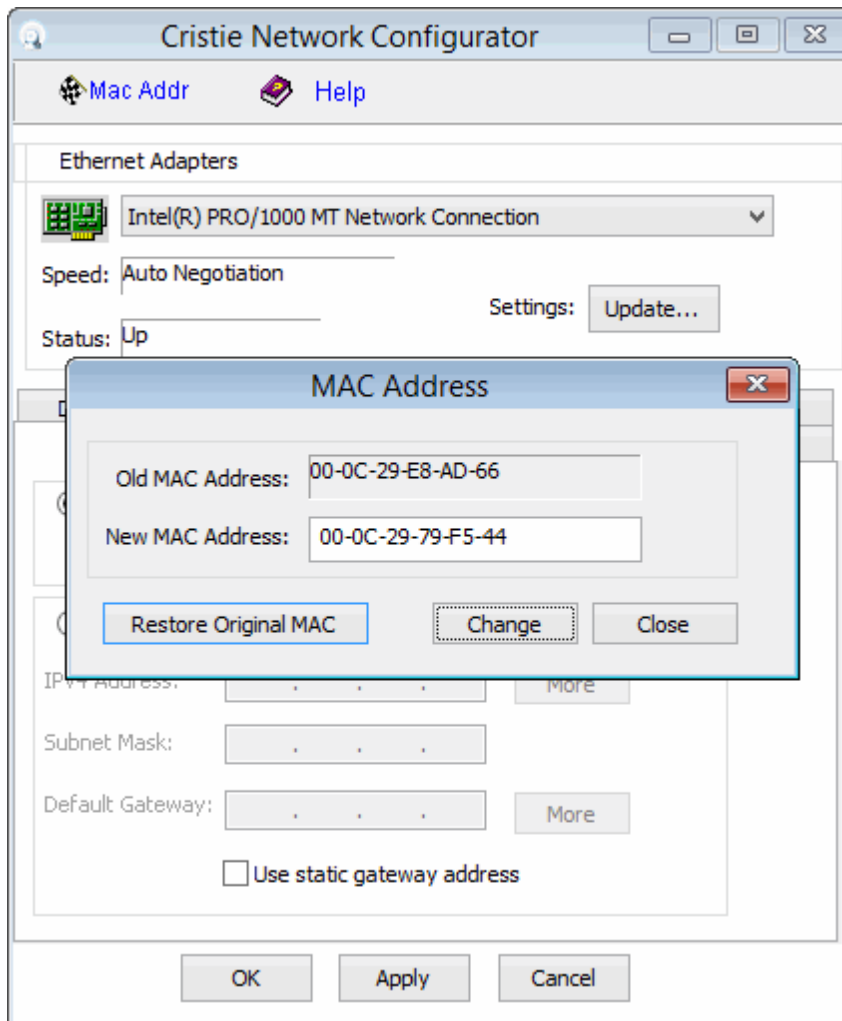 Cristie Network Configurator
Mac Addr Help
Ethernet Adapters
Intel(R) PRO/1000 MT Network Connection
Speed: Auto Negotiation
Settings: Update...
Status: Up
MAC Address
Old MAC Address: 00-0C-29-E8-AD-66
New MAC Address: 00-0C-29-79-F5-44
Restore Original MAC Change Close
IPv4 Address: . . . More
Subnet Mask: . . .
Default Gateway: . . . More
Use static gateway address
OK Apply Cancel